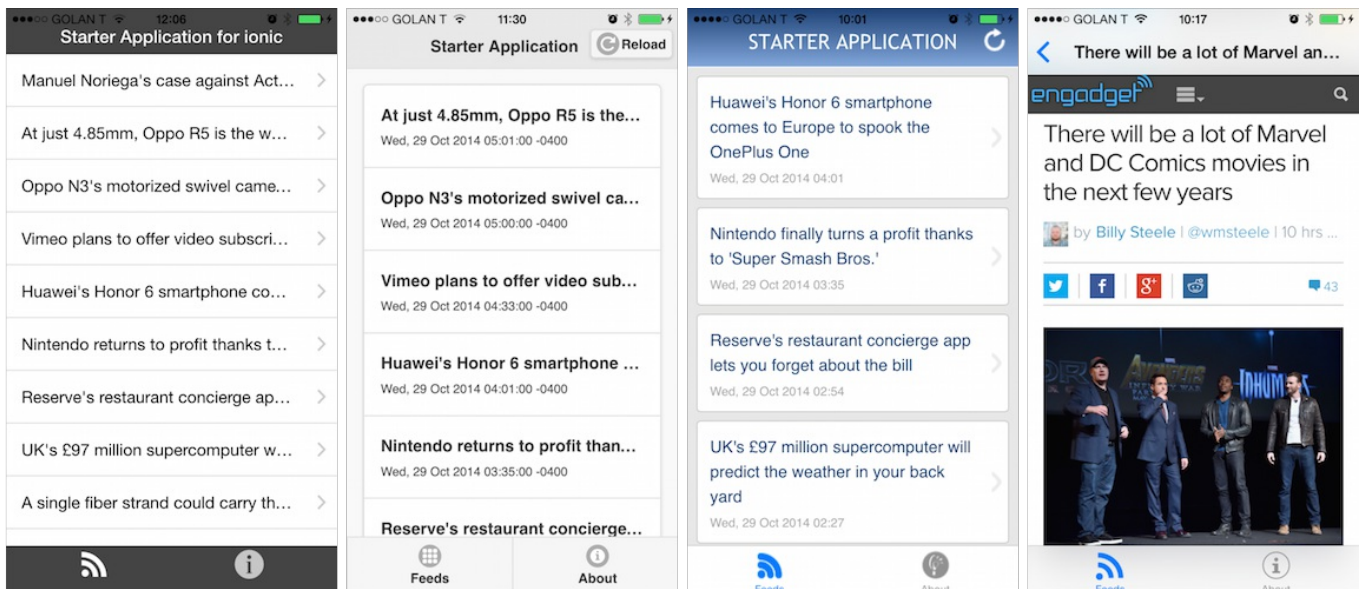 GOLAN T 12:06
Starter Application for ionic
Manuel Noriega's case against Act...
At just 4.85mm, Oppo R5 is the w...
Oppo N3's motorized swivel came...
Vimeo plans to offer video subscri...
Huawei's Honor 6 smartphone co...
Nintendo returns to profit thanks t...
Reserve's restaurant concierge ap...
UK's £97 million supercomputer w...
A single fiber strand could carry th...
GOLAN T 11:30
Starter Application Reload
At just 4.85mm, Oppo R5 is the...
Wed, 29 Oct 2014 05:01:00 -0400
Oppo N3's motorized swivel ca...
Wed, 29 Oct 2014 05:00:00 -0400
Vimeo plans to offer video sub...
Wed, 29 Oct 2014 04:33:00 -0400
Huawei's Honor 6 smartphone ...
Wed, 29 Oct 2014 04:01:00 -0400
Nintendo returns to profit than...
Wed, 29 Oct 2014 03:35:00 -0400
Reserve's restaurant concierge...
Feeds About
GOLAN T 10:01
STARTER APPLICATION
Huawei's Honor 6 smartphone
comes to Europe to spook the
OnePlus One
Wed, 29 Oct 2014 04:01
Nintendo finally turns a profit thanks
to 'Super Smash Bros.'
Wed, 29 Oct 2014 03:35
Reserve's restaurant concierge app
lets you forget about the bill
Wed, 29 Oct 2014 02:54
UK's £97 million supercomputer will
predict the weather in your back
yard
Wed, 29 Oct 2014 02:27
Feeds About
GOLAN T 10:17
There will be a lot of Marvel an...
engadget
There will be a lot of Marvel
and DC Comics movies in
the next few years
by Billy Steele | @wmsteele | 10 hrs ...
43
AVENGERS
INHUMANS
Feeds About